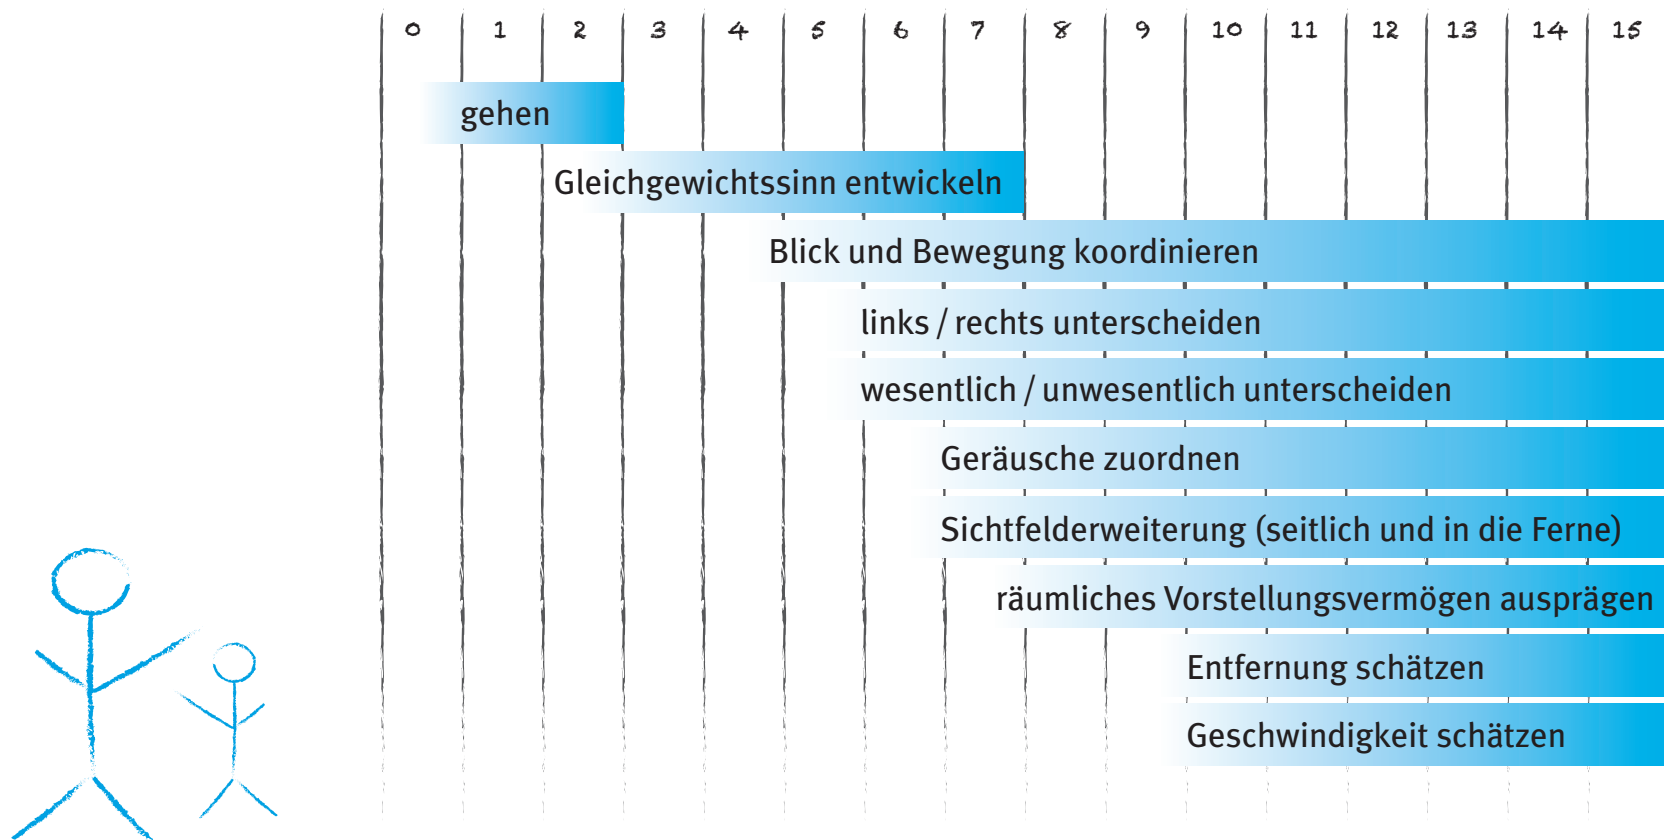 0 1 2 3 4 5 6 7 8 9 10 11 12 13 14 15
gehen
Gleichgewichtssinn entwickeln
Blick und Bewegung koordinieren
links / rechts unterscheiden
wesentlich / unwesentlich unterscheiden
Geräusche zuordnen
Sichtfelderweiterung (seitlich und in die Ferne)
räumliches Vorstellungsvermögen ausprägen
Entfernung schätzen
Geschwindigkeit schätzen